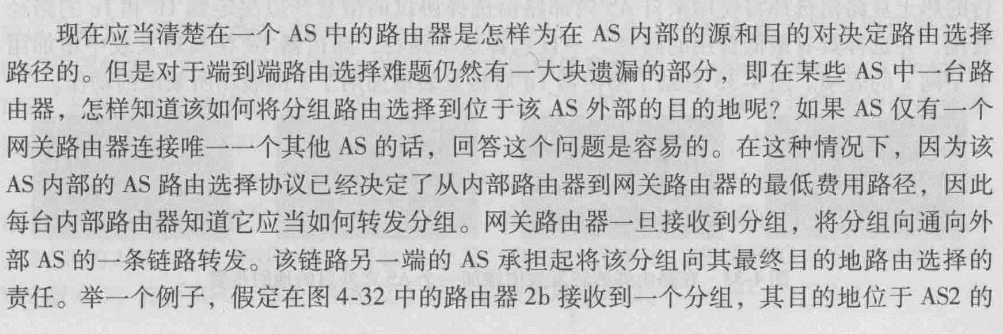 现在应当清楚在一个 AS 中的路由器是怎样为在 AS 内部的源和目的对决定路由选择
路径的。但是对于端到端路由选择难题仍然有一大块遗漏的部分，即在某些 AS 中一台路
由器，怎样知道该如何将分组路由选择到位于该 AS 外部的目的地呢？如果 AS 仅有一个
网关路由器连接唯一一个其他 AS 的话，回答这个问题是容易的。在这种情况下，因为该
AS 内部的 AS 路由选择协议已经决定了从内部路由器到网关路由器的最低费用路径，因此
每台内部路由器知道它应当如何转发分组。网关路由器一旦接收到分组，将分组向通向外
部 AS 的一条链路转发。该链路另一端的 AS 承担起将该分组向其最终目的地路由选择的
责任。举一个例子，假定在图 4-32 中的路由器 2b 接收到一个分组，其目的地位于 AS2 的